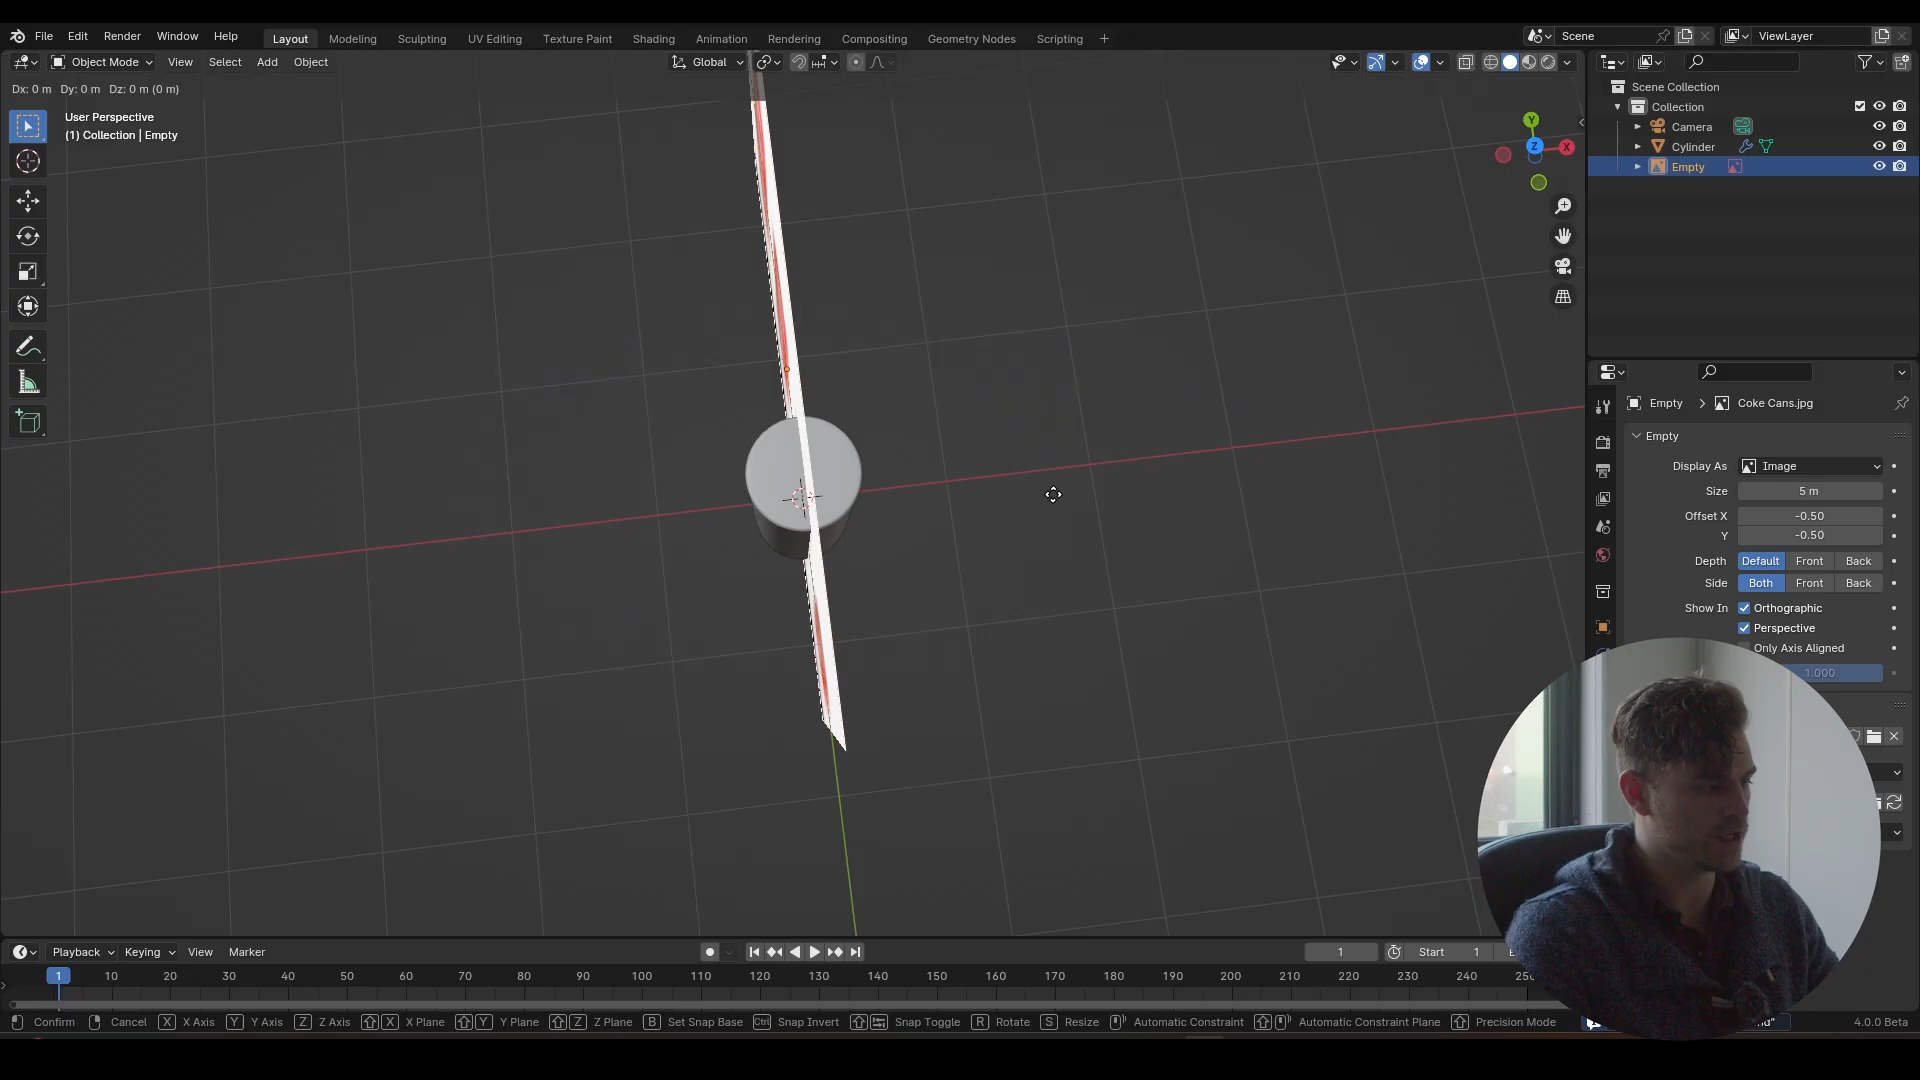 File Edit Render Window Help Layout Modeling Sculpting UV Editing Texture Paint Shading Animation Rendering Compositing Geometry Nodes Scripting + Scene ViewLayer
Object Mode View Select Add Object Global
Dx: 0 m Dy: 0 m Dz: 0 m (0 m)
User Perspective
(1) Collection | Empty
Y
Z
X
Scene Collection
Collection
Camera
Cylinder
Empty
Empty > Coke Cans.jpg
Empty
Display As Image
Size 5 m
Offset X -0.50
Y -0.50
Depth Default Front Back
Side Both Front Back
Show In Orthographic
Perspective
Only Axis Aligned
1.000
Playback Keying View Marker 1 Start 1
1 10 20 30 40 50 60 70 80 90 100 110 120 130 140 150 160 170 180 190 200 210 220 230 240
Confirm Cancel X X Axis Y Y Axis Z Z Axis X X Plane Y Y Plane Z Z Plane B Set Snap Base Ctrl Snap Invert Snap Toggle R Rotate S Resize Automatic Constraint Automatic Constraint Plane Precision Mode 4.0.0 Beta